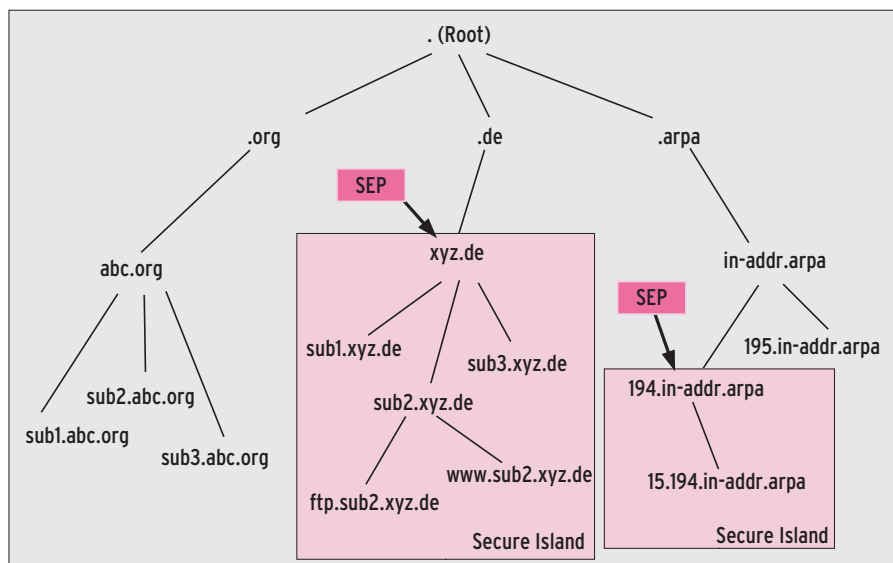 . (Root)
.org
.de
.arpa
SEP
xyz.de
abc.org
in-addr.arpa
SEP
sub1.xyz.de
sub3.xyz.de
195.in-addr.arpa
sub2.abc.org
sub2.xyz.de
194.in-addr.arpa
sub1.abc.org
sub3.abc.org
www.sub2.xyz.de
ftp.sub2.xyz.de
15.194.in-addr.arpa
Secure Island
Secure Island